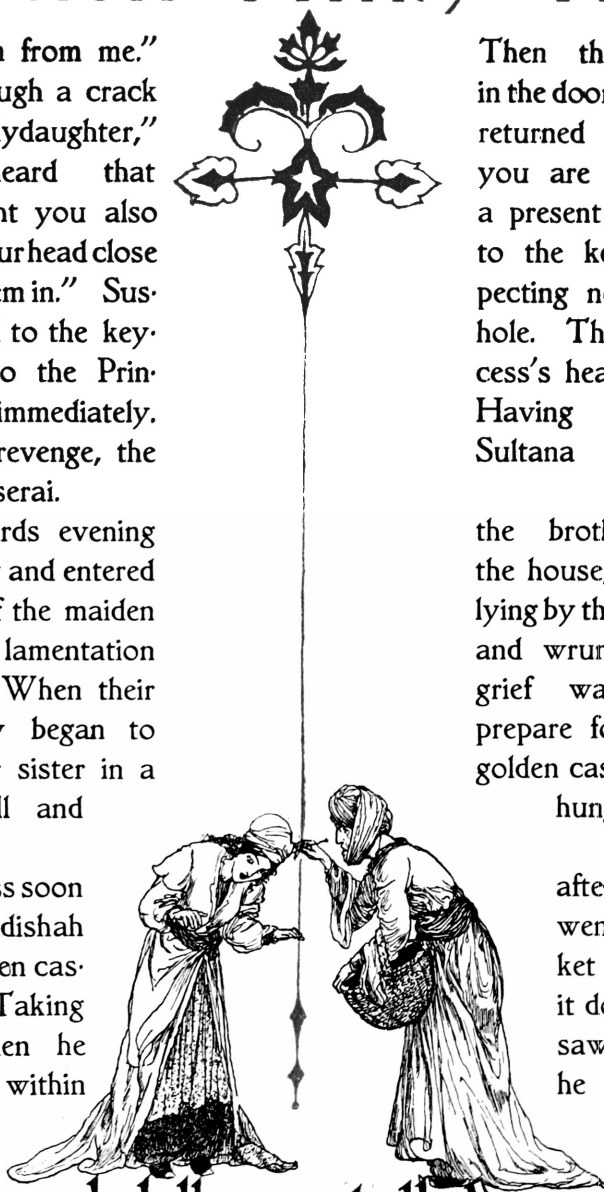 n from me.” Then th
ugh a crack in the door
ydaughter,” returned
eard that you are
nt you also a present
ur head close to the ke
em in.” Sus-pecting n
to the key-hole. Th
o the Prin-cess's hea
immediately. Having
revenge, the Sultana
serai.
rds evening the broth
and entered the house,
f the maiden lying by th
lamentation and wrun
When their grief wa
y began to prepare fo
sister in a golden cas
ll and hung
ss soon afte
dishah wen
en cas-ket
Taking it do
en he saw
within he